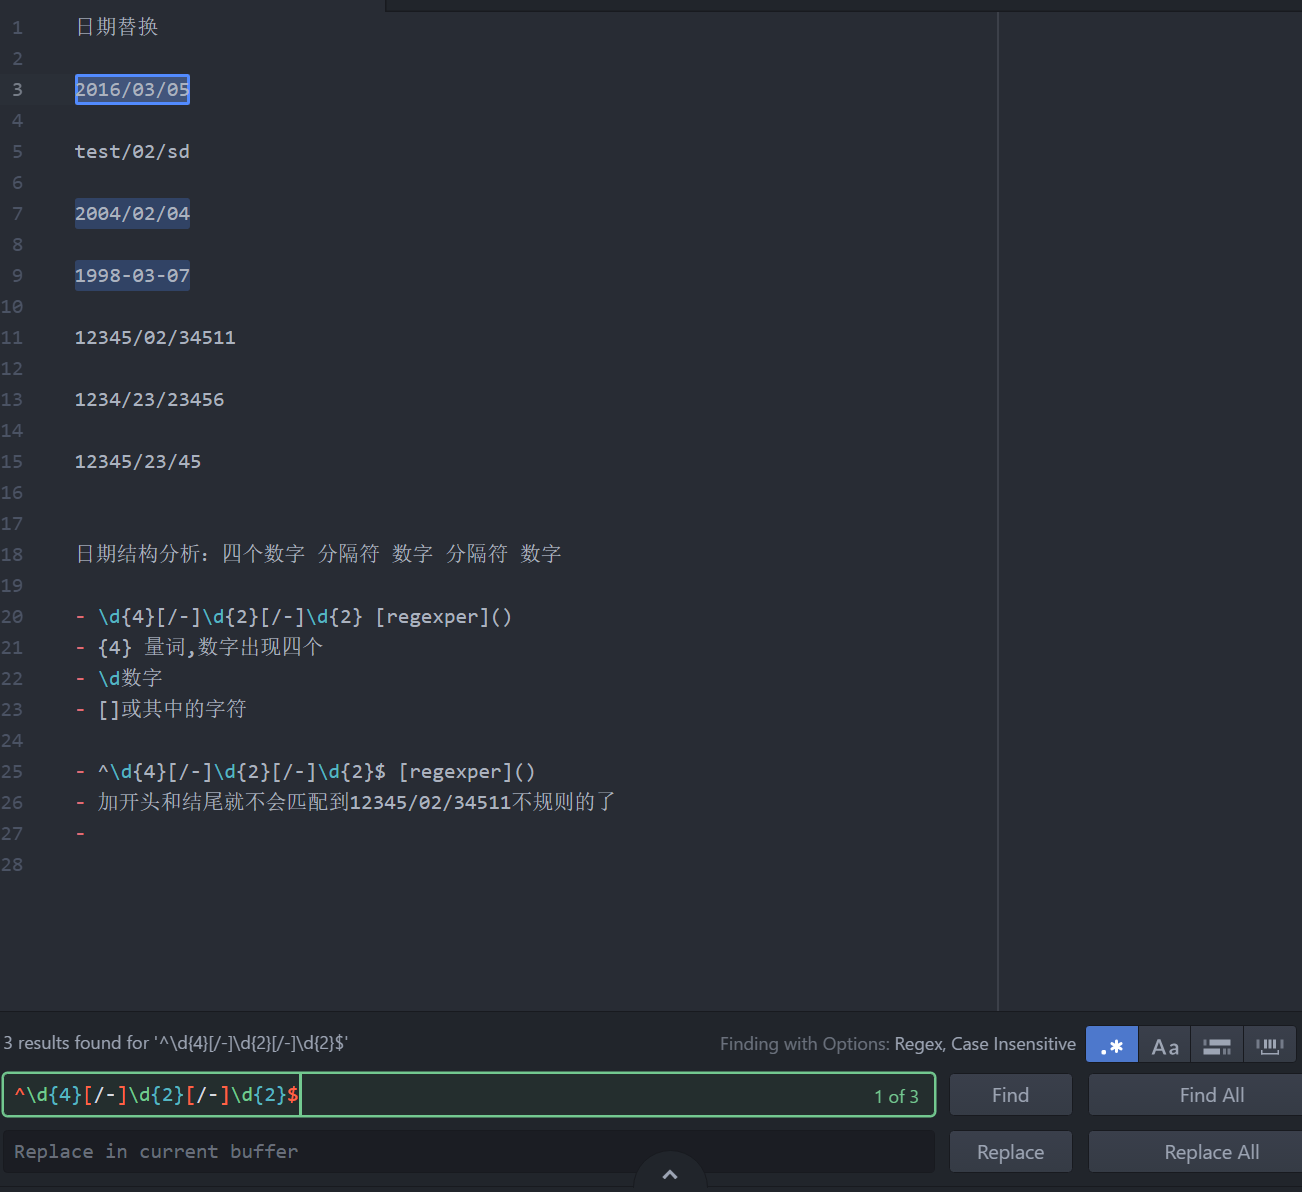 1 日期替换
2
3 2016/03/05
4
5 test/02/sd
6
7 2004/02/04
8
9 1998-03-07
10
11 12345/02/34511
12
13 1234/23/23456
14
15 12345/23/45
16
17
18 日期结构分析：四个数字 分隔符 数字 分隔符 数字
19
20 - \d{4}[/-]\d{2}[/-]\d{2} [regexper]()
21 - {4} 量词,数字出现四个
22 - \d数字
23 - []或其中的字符
24
25 - ^\d{4}[/-]\d{2}[/-]\d{2}$ [regexper]()
26 - 加开头和结尾就不会匹配到12345/02/34511不规则的了
27 -
28
3 results found for '^\d{4}[/-]\d{2}[/-]\d{2}$' Finding with Options: Regex, Case Insensitive .* Aa
^\d{4}[/-]\d{2}[/-]\d{2}$ 1 of 3 Find Find All
Replace in current buffer Replace Replace All